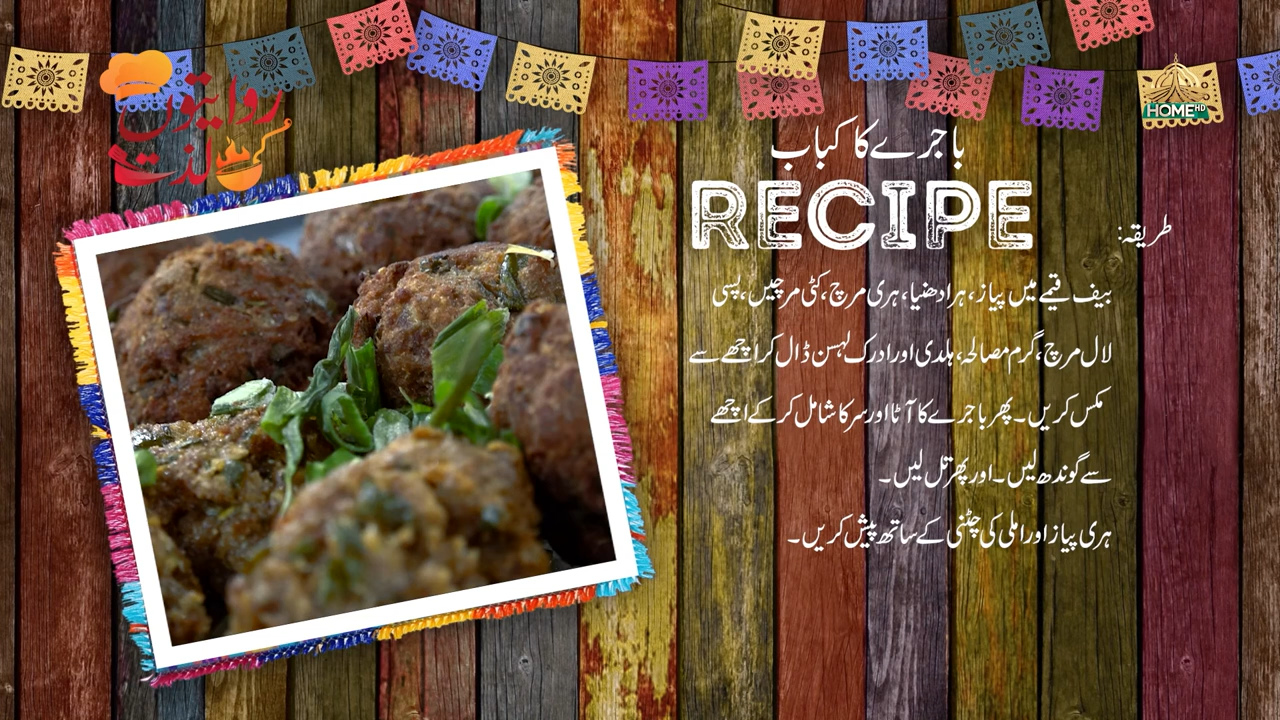 روایتوں
کی لذت
HOME HD
باجرے کا کباب
RECIPE
طریقہ:
بیف قیمے میں پیاز، ہرا دھنیا، ہری مرچ، کٹی مرچیں، پسی
لال مرچ، گرم مصالحہ، ہلدی اور ادرک لہسن ڈال کر اچھے سے
مکس کریں۔ پھر باجرے کا آٹا اور سرکا شامل کر کے اچھے
سے گوندھ لیں۔ اور پھر تل لیں۔
ہری پیاز اور املی کی چٹنی کے ساتھ پیش کریں۔